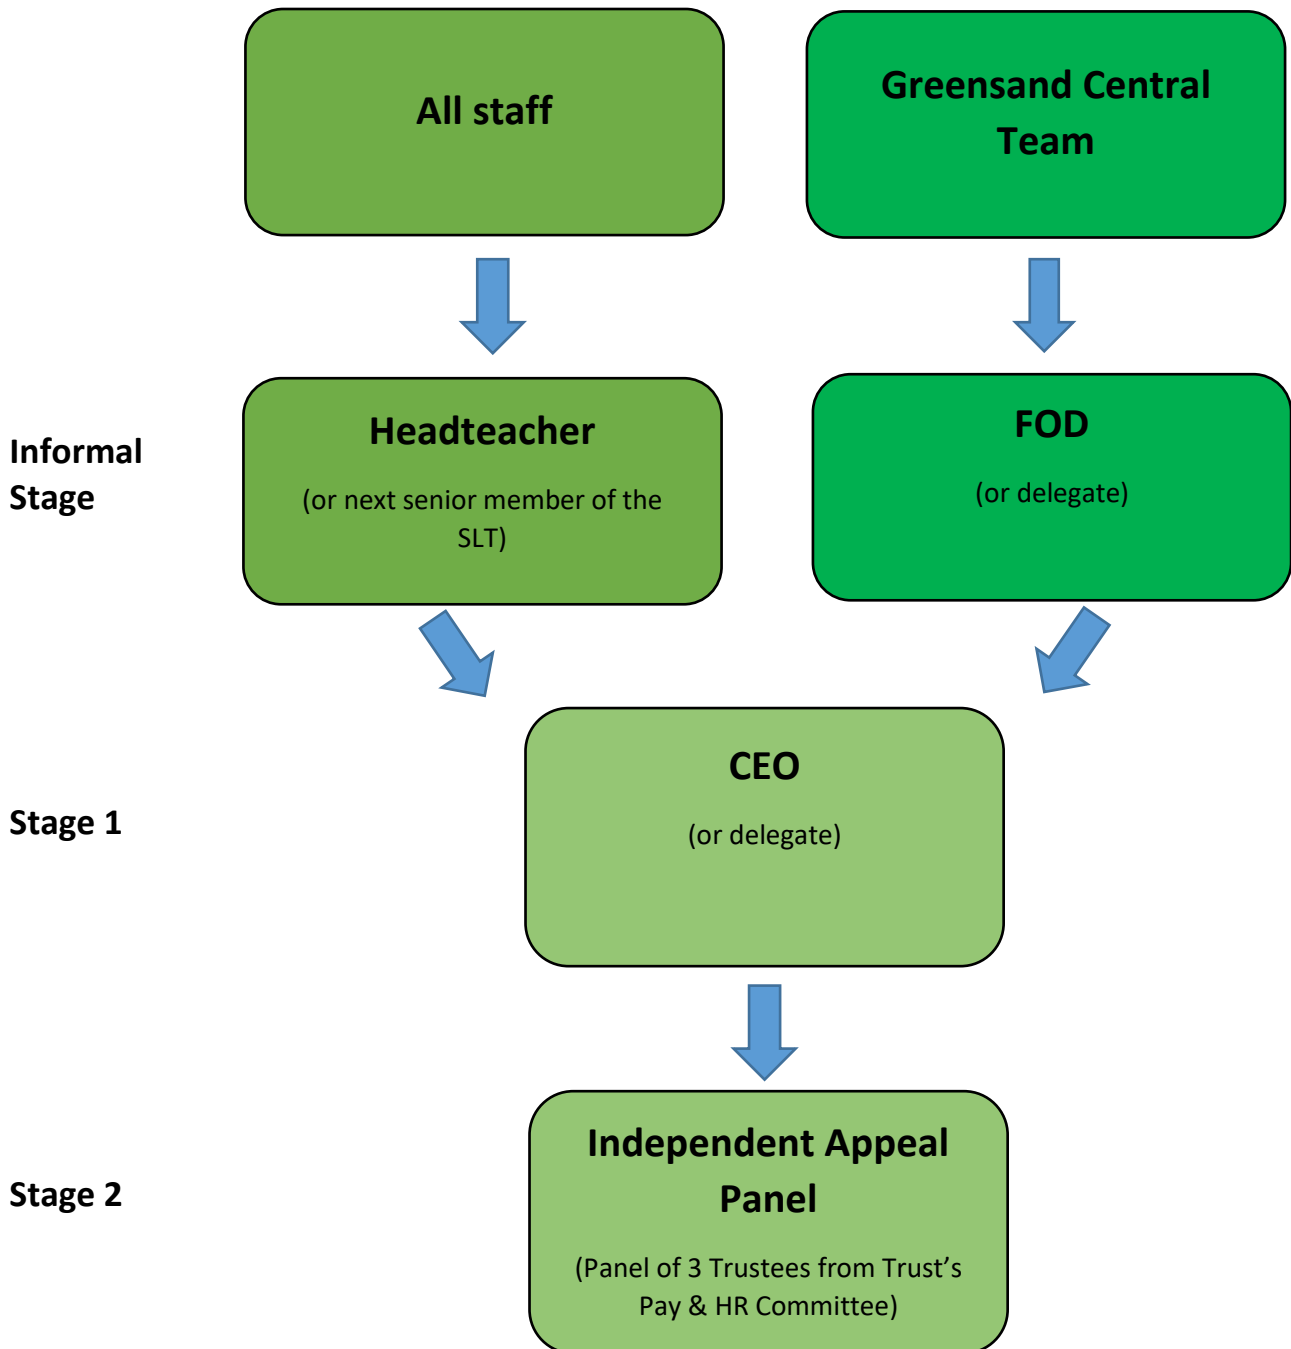 All staff
Greensand Central
Team
Informal
Stage
Headteacher
(or next senior member of the
SLT)
FOD
(or delegate)
Stage 1
CEO
(or delegate)
Stage 2
Independent Appeal
Panel
(Panel of 3 Trustees from Trust’s
Pay & HR Committee)